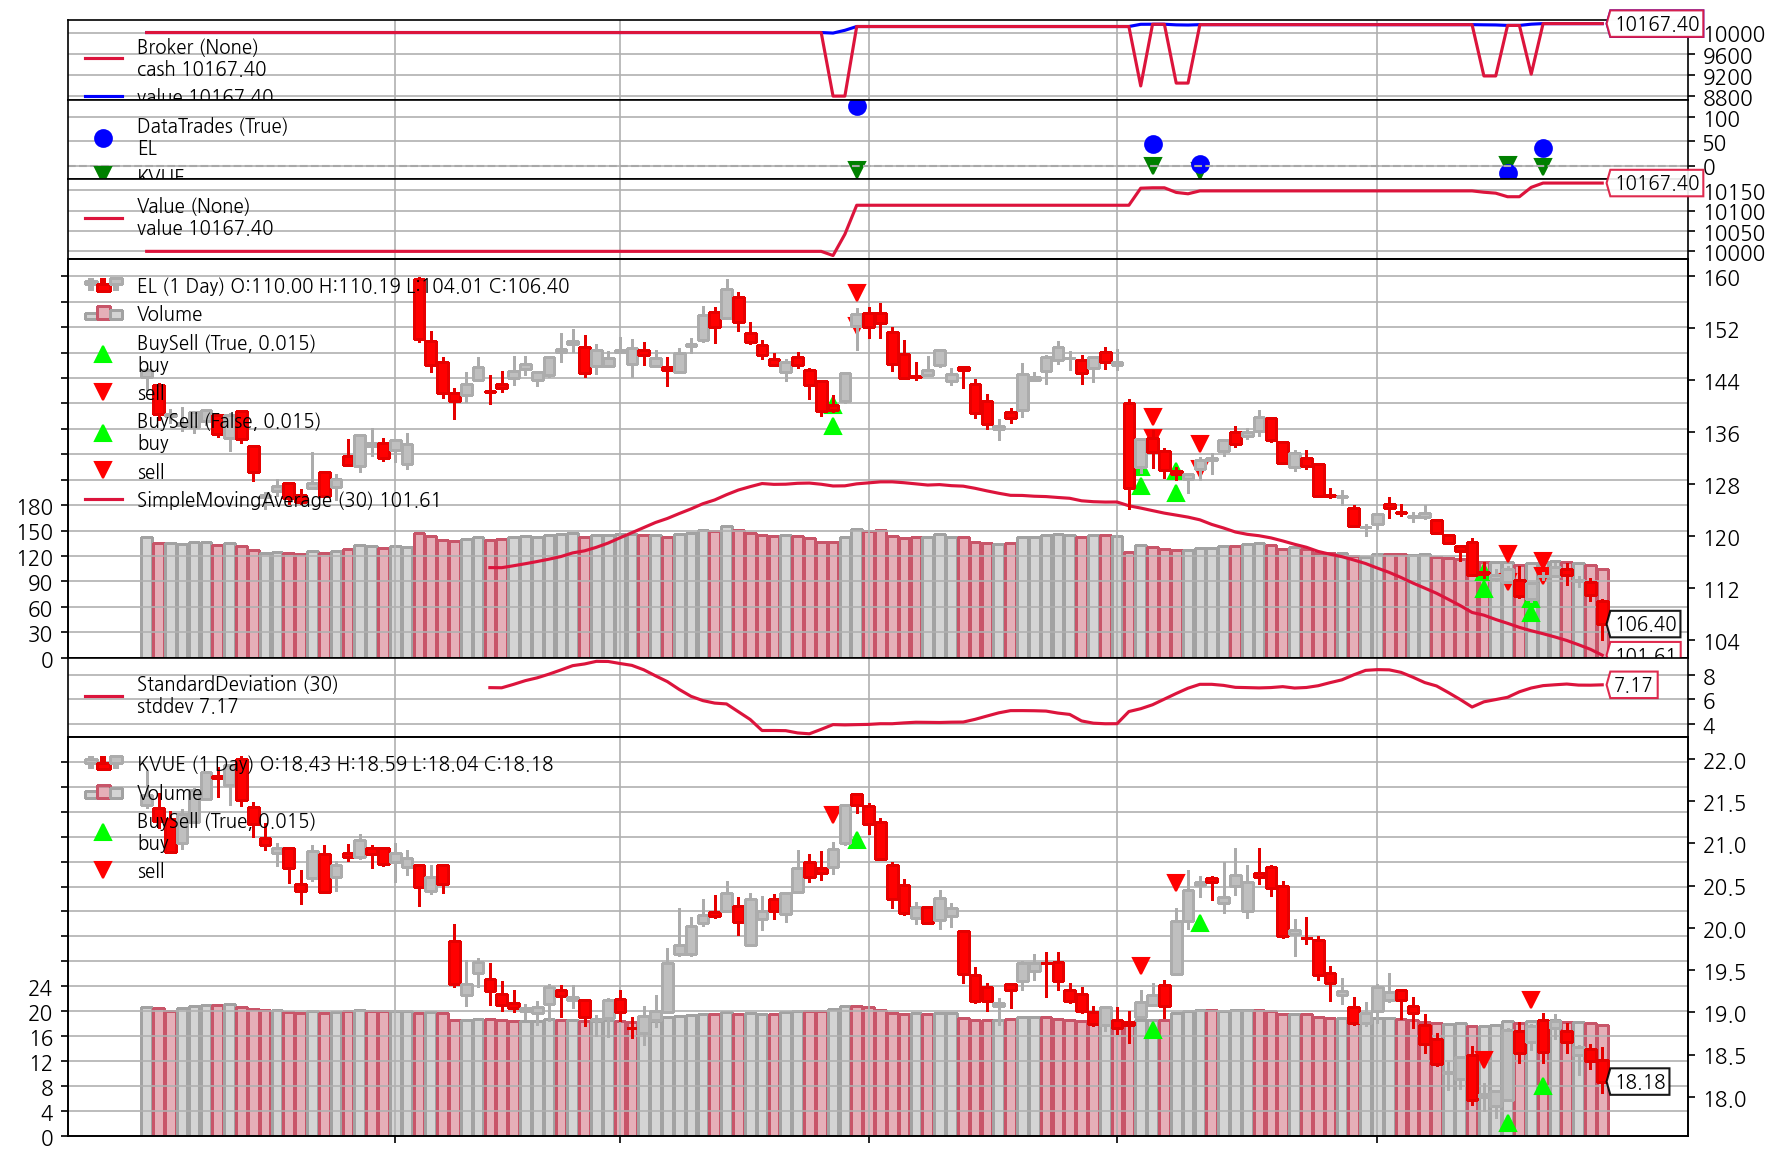 Broker (None)
cash 10167.40
value 10167.40
10167.40
10000
9600
9200
8800
DataTrades (True)
EL
KVUE
100
50
0
Value (None)
value 10167.40
10167.40
10150
10100
10050
10000
EL (1 Day) O:110.00 H:110.19 L:104.01 C:106.40
Volume
BuySell (True, 0.015)
buy
sell
BuySell (False, 0.015)
buy
sell
SimpleMovingAverage (30) 101.61
180
150
120
90
60
30
0
160
152
144
136
128
120
112
104
106.40
101.61
StandardDeviation (30)
stddev 7.17
8
6
4
7.17
KVUE (1 Day) O:18.43 H:18.59 L:18.04 C:18.18
Volume
BuySell (True, 0.015)
buy
sell
24
20
16
12
8
4
0
22.0
21.5
21.0
20.5
20.0
19.5
19.0
18.5
18.0
18.18